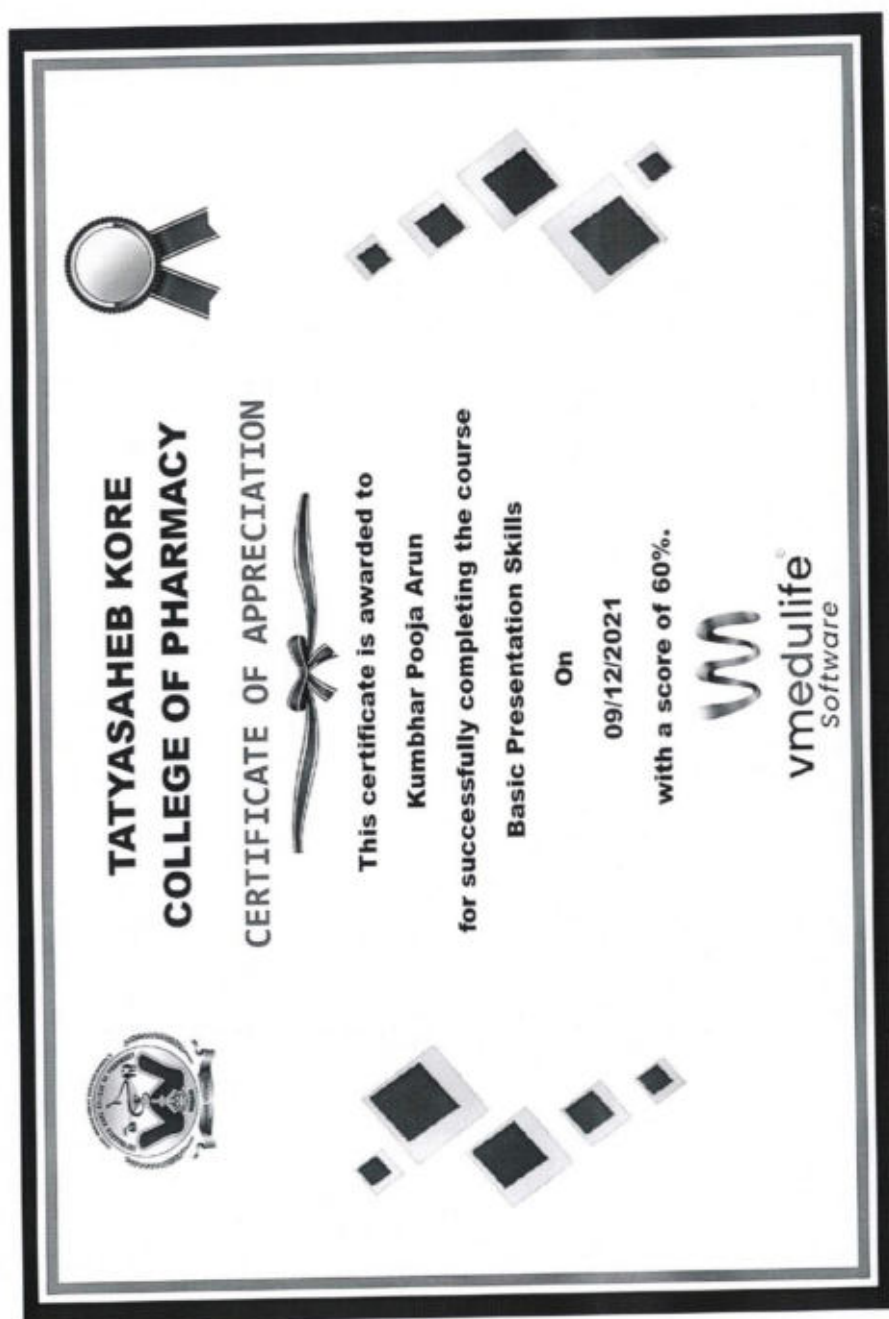 TATYASAHEB KORE
COLLEGE OF PHARMACY
CERTIFICATE OF APPRECIATION
This certificate is awarded to
Kumbhar Pooja Arun
for successfully completing the course
Basic Presentation Skills
On
09/12/2021
with a score of 60%.
vmedulife
Software